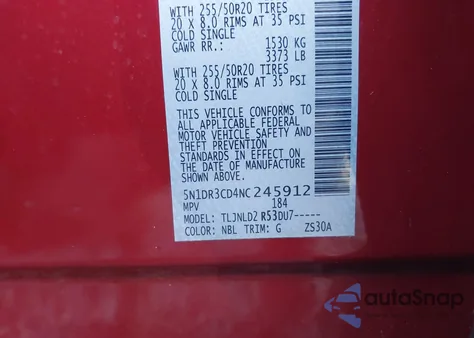 WITH 255/50R20 TIRES
20 X 8.0 RIMS AT 35 PSI
COLD SINGLE
GAWR RR.: 1530 KG
3373 LB
WITH 255/50R20 TIRES
20 X 8.0 RIMS AT 35 PSI
COLD SINGLE
THIS VEHICLE CONFORMS TO
ALL APPLICABLE FEDERAL
MOTOR VEHICLE SAFETY AND
THEFT PREVENTION
STANDARDS IN EFFECT ON
THE DATE OF MANUFACTURE
SHOWN ABOVE.
5N1DR3CD4NC245912
MPV 184
MODEL: TLJNLD2 R53DU7-----
COLOR: NBL TRIM: G ZS30A
autoSnap